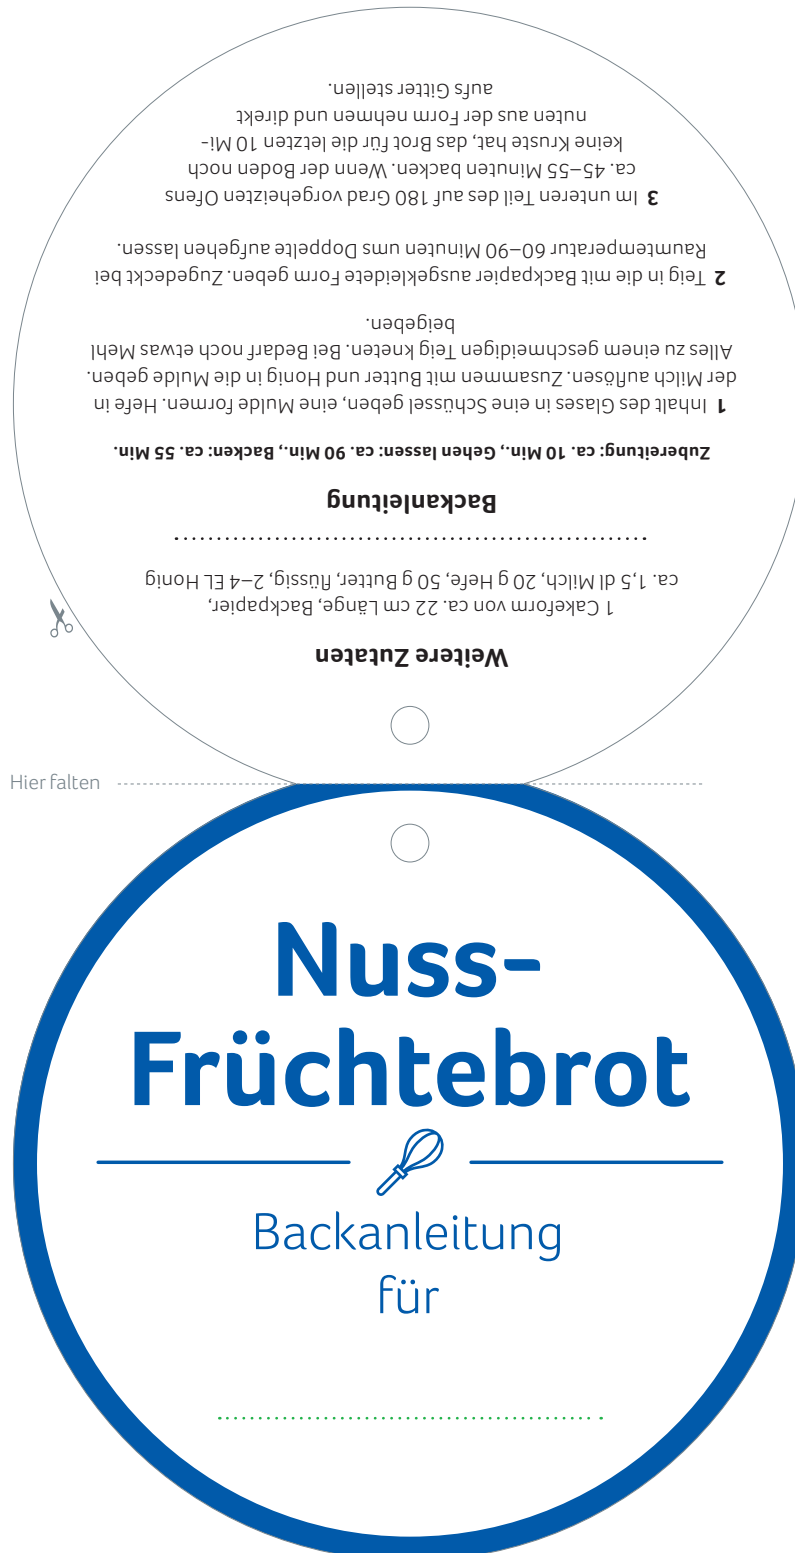 Weitere Zutaten
1 Cakeform von ca. 22 cm Länge, Backpapier,
ca. 1,5 dl Milch, 20 g Hefe, 50 g Butter, flüssig, 2–4 EL Honig
Backanleitung
Zubereitung: ca. 10 Min., Gehen lassen: ca. 90 Min., Backen: ca. 55 Min.
1 Inhalt des Glases in eine Schüssel geben, eine Mulde formen. Hefe in
der Milch auflösen. Zusammen mit Butter und Honig in die Mulde geben.
Alles zu einem geschmeidigen Teig kneten. Bei Bedarf noch etwas Mehl
beigeben.
2 Teig in die mit Backpapier ausgekleidete Form geben. Zugedeckt bei
Raumtemperatur 60–90 Minuten ums Doppelte aufgehen lassen.
3 Im unteren Teil des auf 180 Grad vorgeheizten Ofens
ca. 45–55 Minuten backen. Wenn der Boden noch
keine Kruste hat, das Brot für die letzten 10 Mi-
nuten aus der Form nehmen und direkt
aufs Gitter stellen.
Hier falten
Nuss-
Früchtebrot
Backanleitung
für